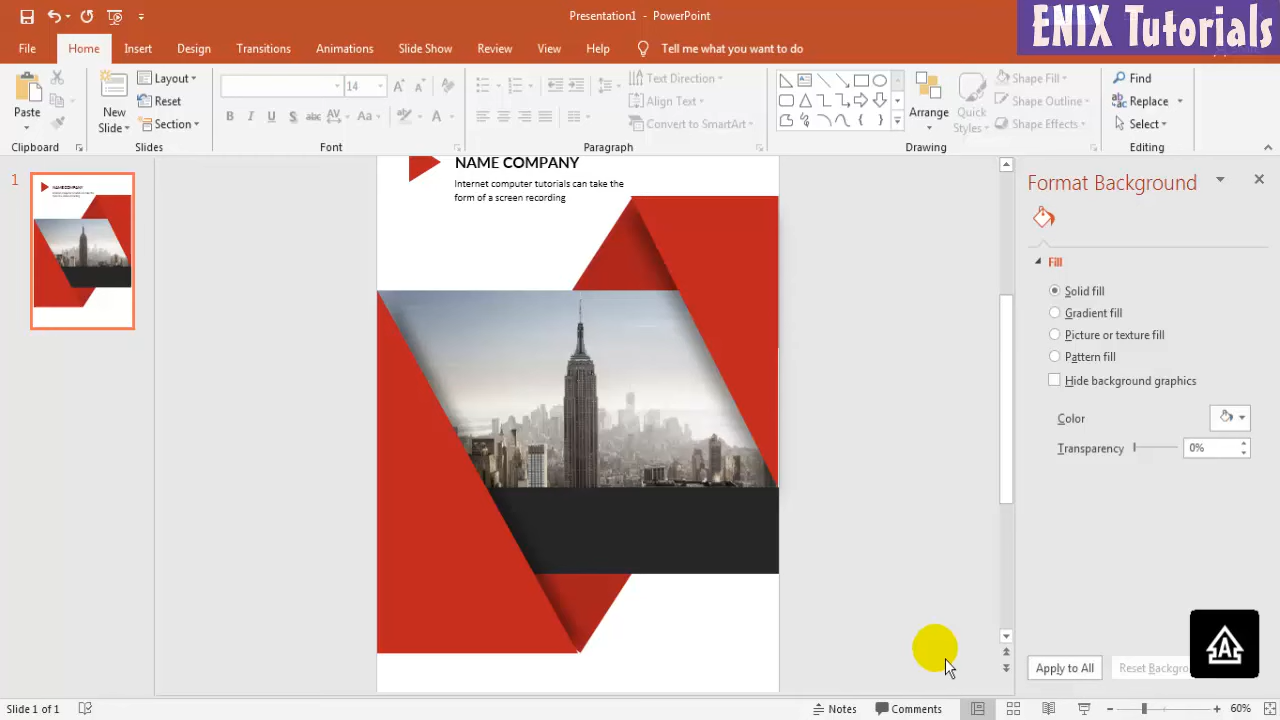 Presentation1 - PowerPoint
ENIX Tutorials
File Home Insert Design Transitions Animations Slide Show Review View Help Tell me what you want to do
Paste
New
Slide
Layout
Reset
Section
14
B I U S abc AV Aa A
Text Direction
Align Text
Convert to SmartArt
Arrange
Quick
Styles
Shape Fill
Shape Outline
Shape Effects
Find
Replace
Select
Clipboard Slides Font Paragraph Drawing Editing
1
NAME COMPANY
Internet computer tutorials can take the
form of a screen recording
Format Background
Fill
Solid fill
Gradient fill
Picture or texture fill
Pattern fill
Hide background graphics
Color
Transparency 0%
Apply to All Reset Backgro
A
Slide 1 of 1 Notes Comments 60%